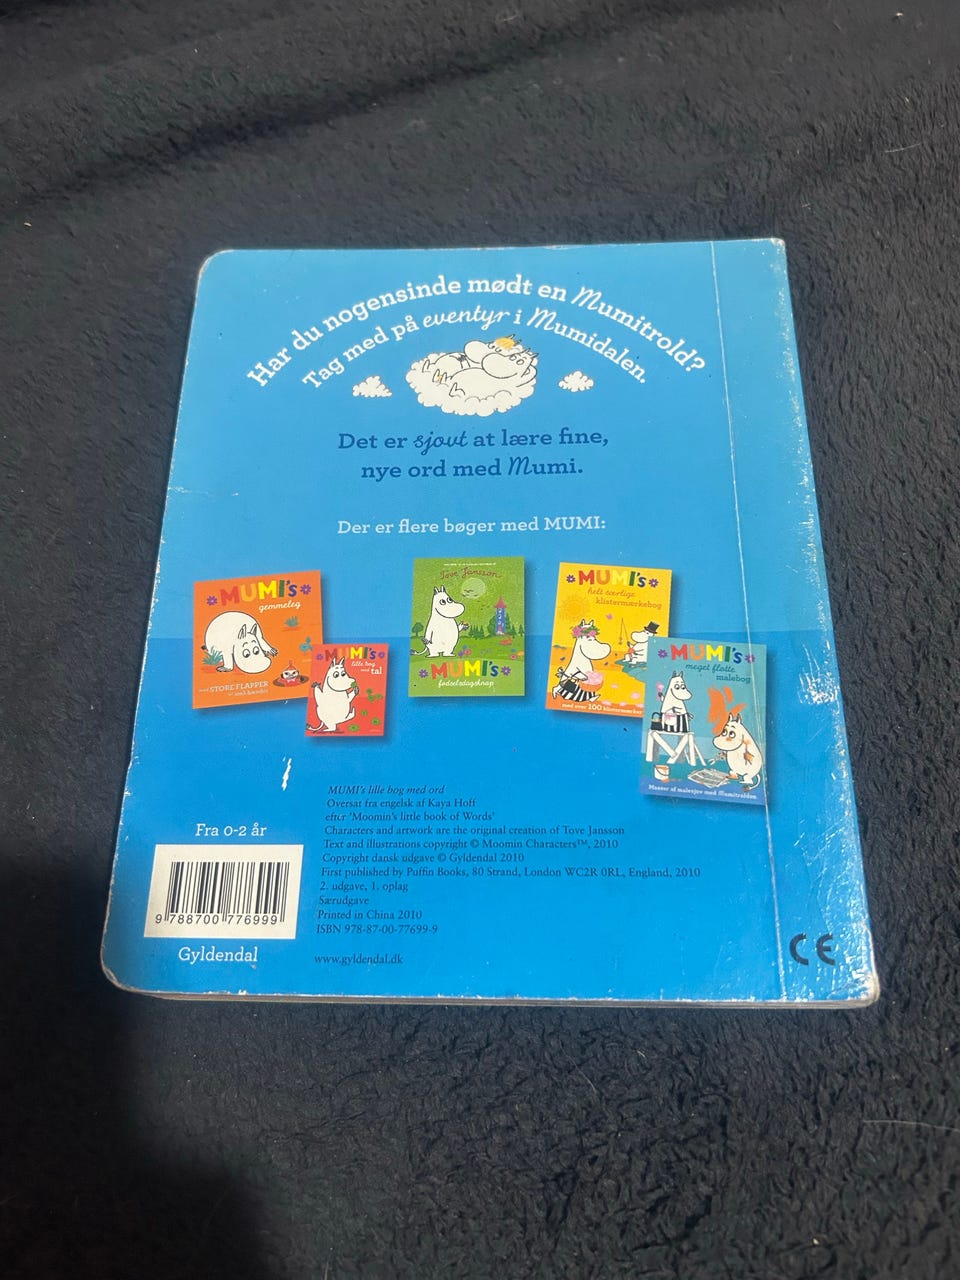 Har du nogensinde mødt en Mumitrold?
Tag med på eventyr i Mumidalen.
Det er sjovt at lære fine,
nye ord med Mumi.
Der er flere bøger med MUMI:
MUMI's
gemmeleg
med STORE FLAPPER
til små hænder
MUMI's
lille bog
med tal
Tove Jansson
MUMI's
fødselsdagsknap
MUMI's
helt særlige
klistermærkebog
med over 100 klistermærker
MUMI's
meget flotte
malebog
Masser af malesjov med Mumitrolden
MUMI's lille bog med ord
Oversat fra engelsk af Kaya Hoff
efter 'Moomin's little book of Words'
Characters and artwork are the original creation of Tove Jansson
Text and illustrations copyright © Moomin Characters™, 2010
Copyright dansk udgave © Gyldendal 2010
First published by Puffin Books, 80 Strand, London WC2R 0RL, England, 2010
2. udgave, 1. oplag
Særudgave
Printed in China 2010
ISBN 978-87-00-77699-9
www.gyldendal.dk
Fra 0-2 år
9 788700 776999
Gyldendal
CE